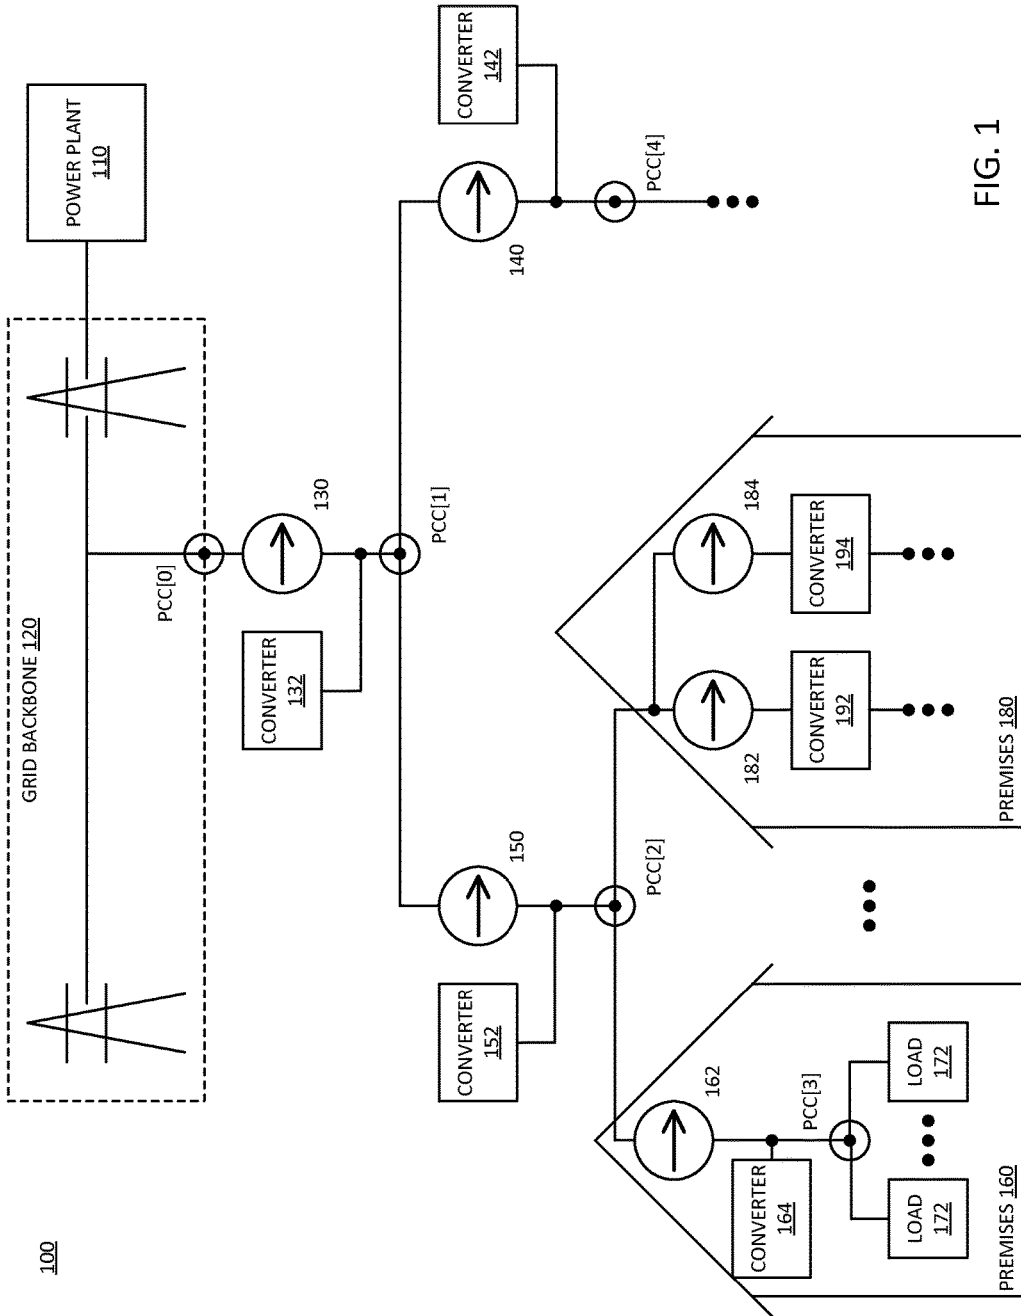 100
GRID BACKBONE 120
POWER PLANT
110
PCC[0]
130
CONVERTER
132
PCC[1]
CONVERTER
142
140
PCC[4]
150
CONVERTER
152
PCC[2]
162
CONVERTER
164
PCC[3]
LOAD
172
LOAD
172
PREMISES 160
182
184
CONVERTER
192
CONVERTER
194
PREMISES 180
FIG. 1